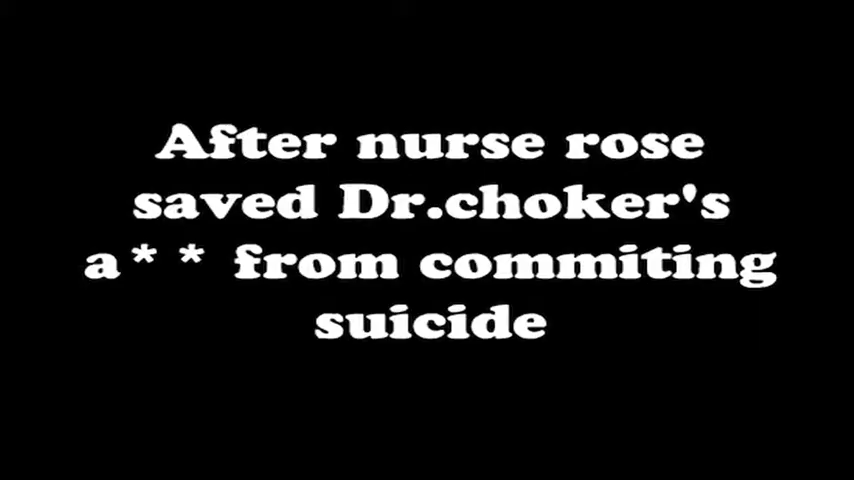 After nurse rose
saved Dr.choker's
a** from commiting
suicide